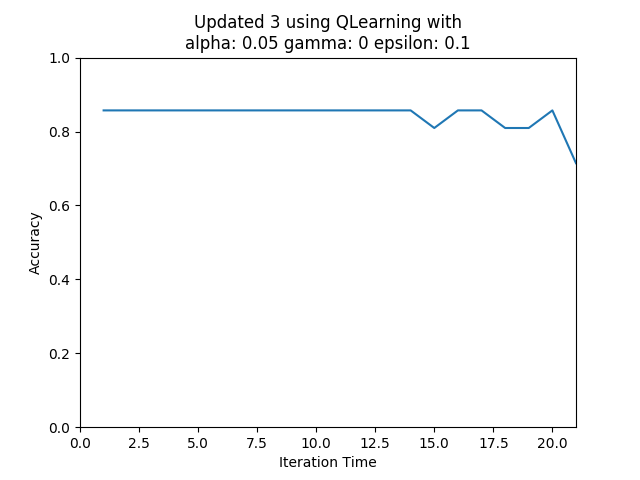 Updated 3 using QLearning with
alpha: 0.05 gamma: 0 epsilon: 0.1
1.0
0.8
0.6
0.4
0.2
0.0
Accuracy
0.0 2.5 5.0 7.5 10.0 12.5 15.0 17.5 20.0
Iteration Time